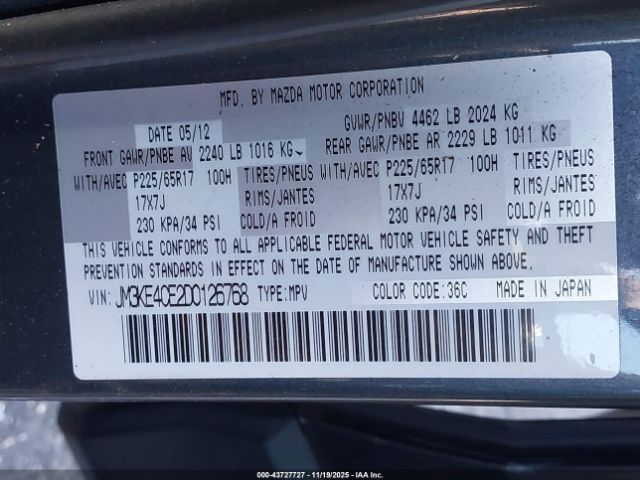 MFD. BY MAZDA MOTOR CORPORATION
DATE 05/12 GVWR/PNBV 4462 LB 2024 KG
FRONT GAWR/PNBE AV 2240 LB 1016 KG REAR GAWR/PNBE AR 2229 LB 1011 KG
WITH/AVEC P225/65R17 100H TIRES/PNEUS WITH/AVEC P225/65R17 100H TIRES/PNEUS
17X7J RIMS/JANTES 17X7J RIMS/JANTES
230 KPA/34 PSI COLD/A FROID 230 KPA/34 PSI COLD/A FROID
THIS VEHICLE CONFORMS TO ALL APPLICABLE FEDERAL MOTOR VEHICLE SAFETY AND THEFT
PREVENTION STANDARDS IN EFFECT ON THE DATE OF MANUFACTURE SHOWN ABOVE.
VIN: JM3KE4CE2D0126768 TYPE: MPV COLOR CODE: 36C MADE IN JAPAN
000-43727727 - 11/19/2025 - IAAI, Inc.